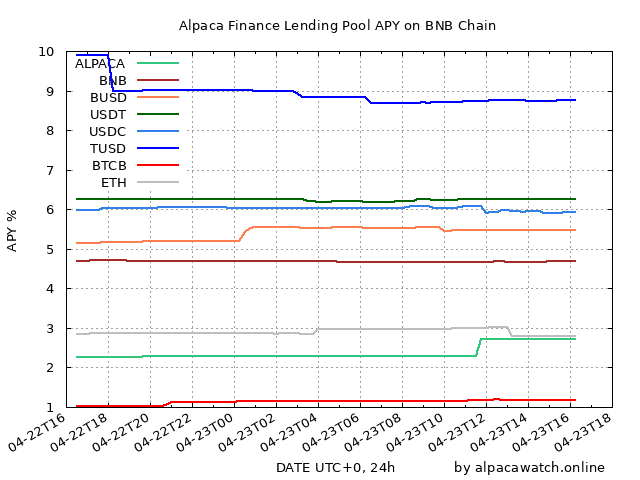 Alpaca Finance Lending Pool APY on BNB Chain
10
9
8
7
6
5
4
3
2
1
APY %
ALPACA
BNB
BUSD
USDT
USDC
TUSD
BTCB
ETH
04-22T16
04-22T18
04-22T20
04-22T22
04-23T00
04-23T02
04-23T04
04-23T06
04-23T08
04-23T10
04-23T12
04-23T14
04-23T16
04-23T18
DATE UTC+0, 24h
by alpacawatch.online